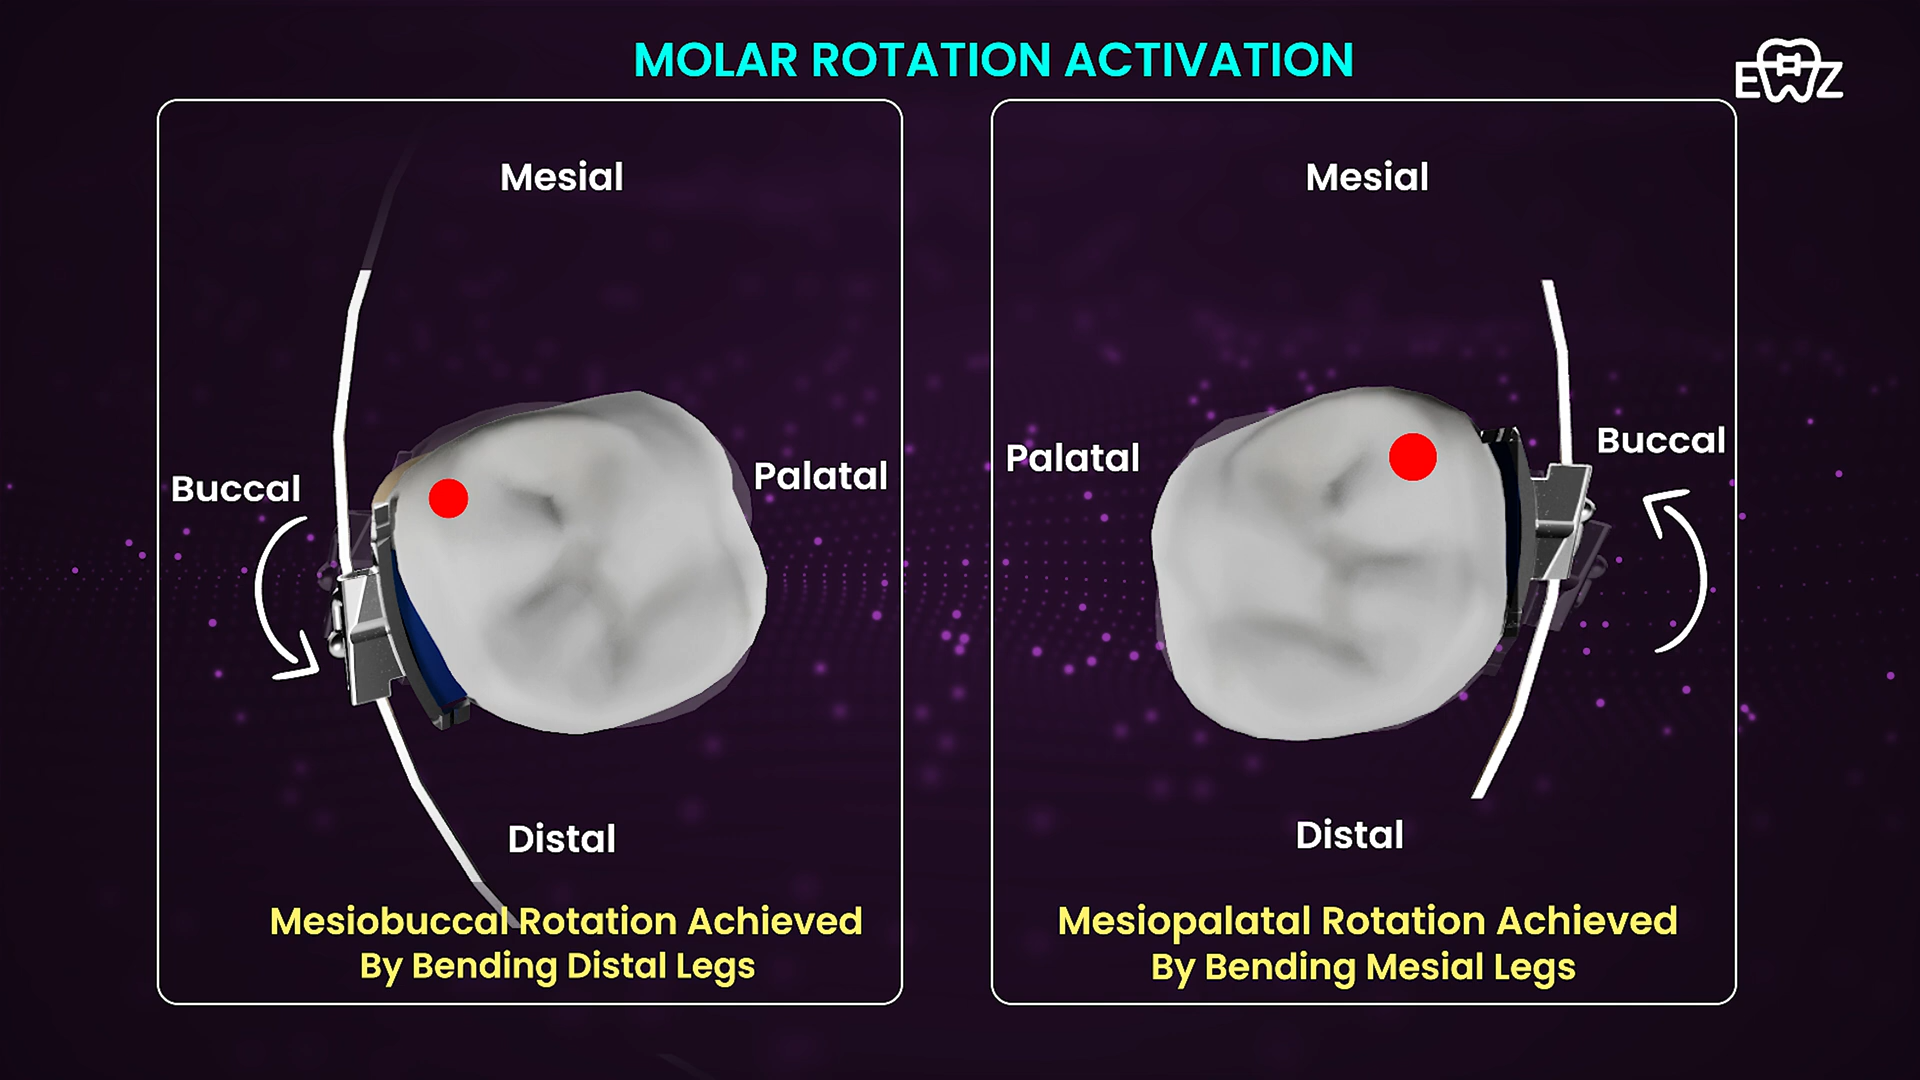 MOLAR ROTATION ACTIVATION
EWZ
Mesial
Buccal
Palatal
Distal
Mesiobuccal Rotation Achieved
By Bending Distal Legs
Mesial
Palatal
Buccal
Distal
Mesiopalatal Rotation Achieved
By Bending Mesial Legs